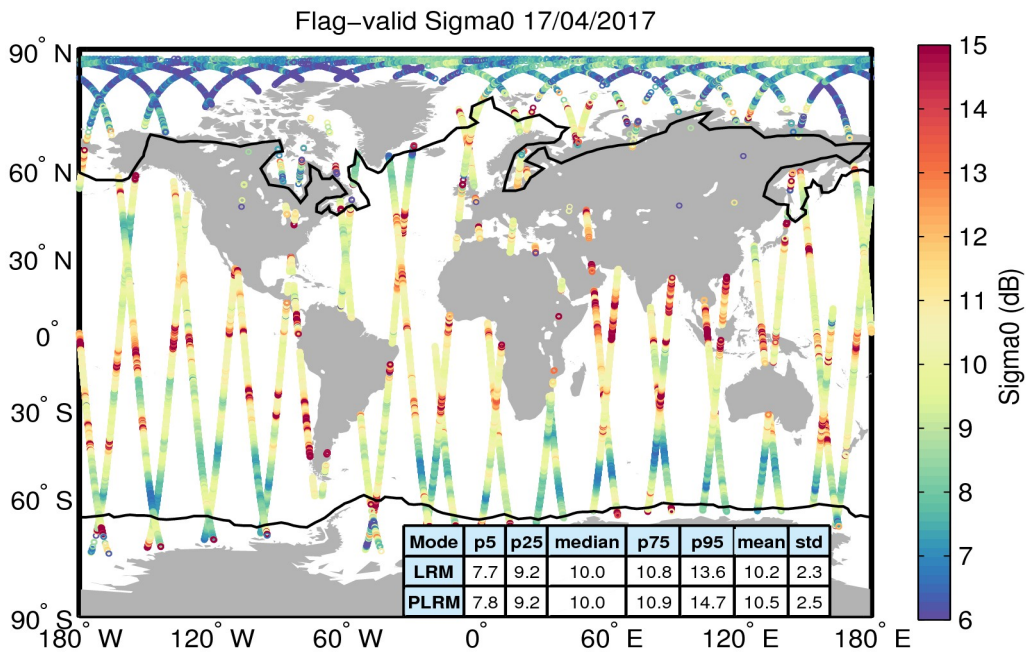 Flag−valid Sigma0 17/04/2017
90° N
60° N
30° N
0°
30° S
60° S
90° S
180° W
120° W
60° W
0°
60° E
120° E
180° E
Mode p5 p25 median p75 p95 mean std
LRM 7.7 9.2 10.0 10.8 13.6 10.2 2.3
PLRM 7.8 9.2 10.0 10.9 14.7 10.5 2.5
15
14
13
12
11
10
9
8
7
6
Sigma0 (dB)